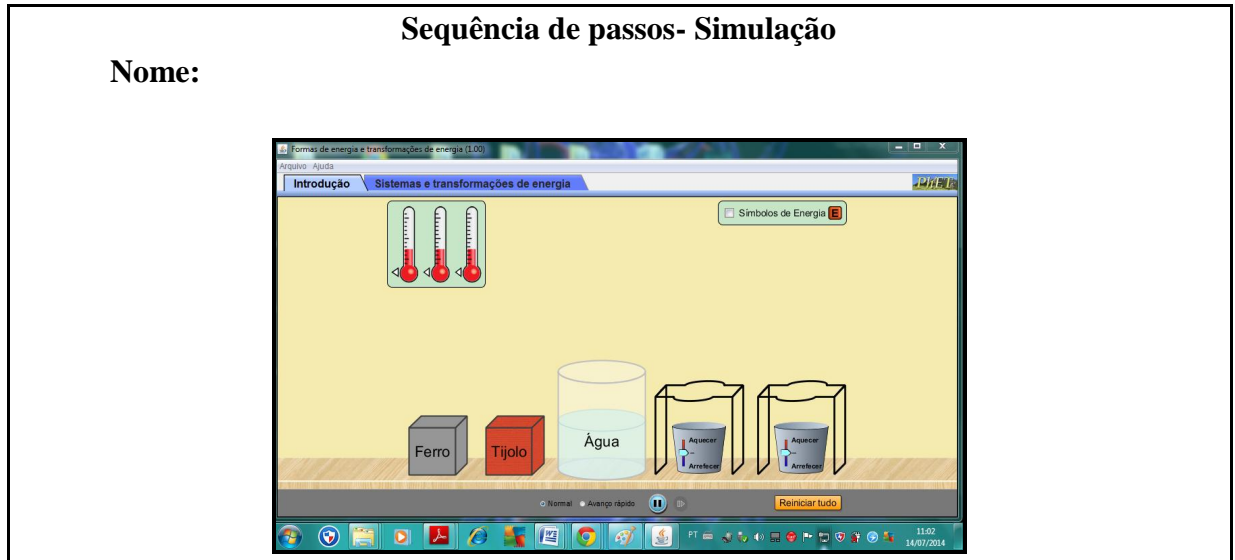 Sequência de passos- Simulação
Nome:
Formas de energia e transformações de energia (1.00)
Arquivo Ajuda
Introdução Sistemas e transformações de energia PhET
Símbolos de Energia E
Ferro Tijolo Água Aquecer Arrefecer Aquecer Arrefecer
Normal Avanço rápido Reiniciar tudo
PT 11:02
14/07/2014